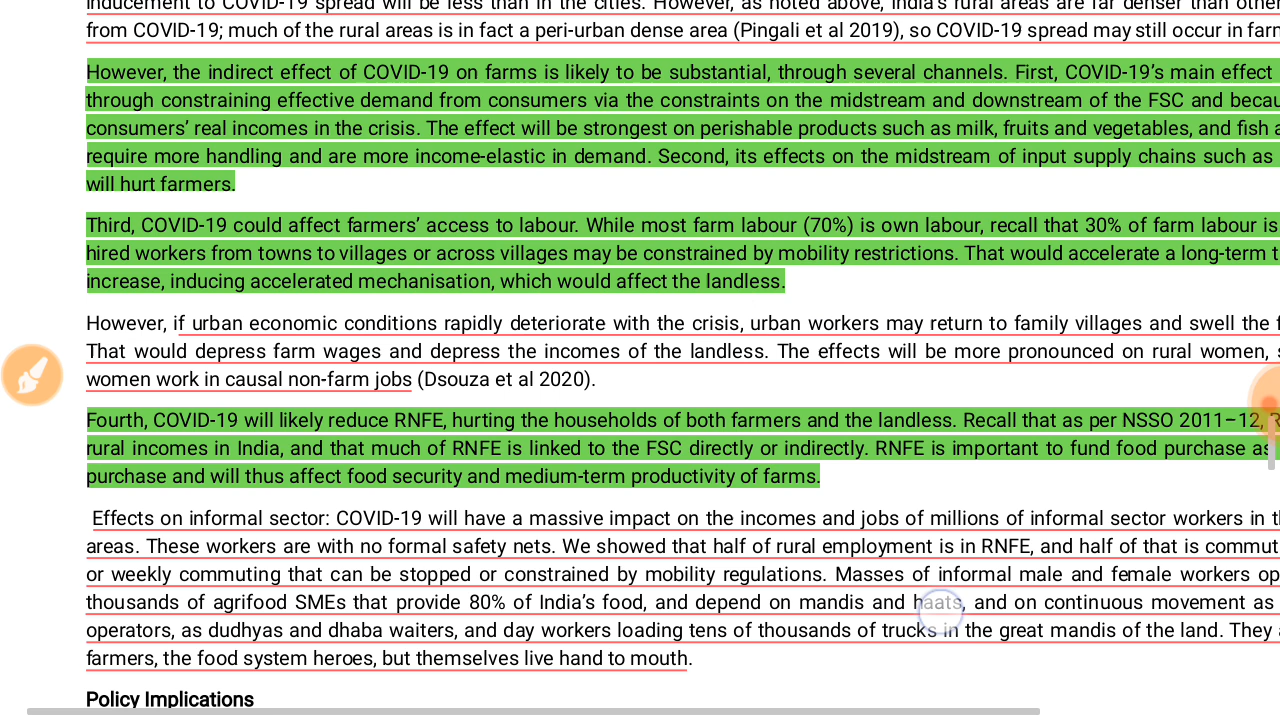 inducement to COVID-19 spread will be less than in the cities. However, as noted above, India's rural areas are far denser than other
from COVID-19; much of the rural areas is in fact a peri-urban dense area (Pingali et al 2019), so COVID-19 spread may still occur in farm
However, the indirect effect of COVID-19 on farms is likely to be substantial, through several channels. First, COVID-19's main effect
through constraining effective demand from consumers via the constraints on the midstream and downstream of the FSC and becau
consumers' real incomes in the crisis. The effect will be strongest on perishable products such as milk, fruits and vegetables, and fish a
require more handling and are more income-elastic in demand. Second, its effects on the midstream of input supply chains such as
will hurt farmers.
Third, COVID-19 could affect farmers' access to labour. While most farm labour (70%) is own labour, recall that 30% of farm labour is
hired workers from towns to villages or across villages may be constrained by mobility restrictions. That would accelerate a long-term t
increase, inducing accelerated mechanisation, which would affect the landless.
However, if urban economic conditions rapidly deteriorate with the crisis, urban workers may return to family villages and swell the f
That would depress farm wages and depress the incomes of the landless. The effects will be more pronounced on rural women, s
women work in causal non-farm jobs (Dsouza et al 2020).
Fourth, COVID-19 will likely reduce RNFE, hurting the households of both farmers and the landless. Recall that as per NSSO 2011–12, R
rural incomes in India, and that much of RNFE is linked to the FSC directly or indirectly. RNFE is important to fund food purchase as
purchase and will thus affect food security and medium-term productivity of farms.
Effects on informal sector: COVID-19 will have a massive impact on the incomes and jobs of millions of informal sector workers in th
areas. These workers are with no formal safety nets. We showed that half of rural employment is in RNFE, and half of that is commut
or weekly commuting that can be stopped or constrained by mobility regulations. Masses of informal male and female workers op
thousands of agrifood SMEs that provide 80% of India's food, and depend on mandis and haats, and on continuous movement as
operators, as dudhyas and dhaba waiters, and day workers loading tens of thousands of trucks in the great mandis of the land. They a
farmers, the food system heroes, but themselves live hand to mouth.
Policy Implications